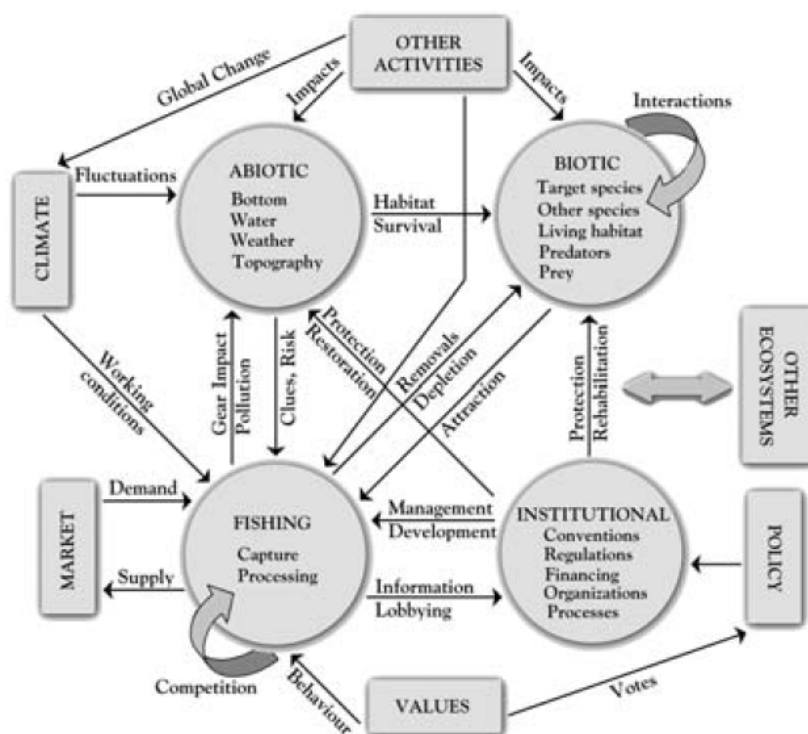 OTHER
ACTIVITIES
Global Change
Impacts
Impacts
Interactions
CLIMATE
Fluctuations
ABIOTIC
Bottom
Water
Weather
Topography
Habitat
Survival
BIOTIC
Target species
Other species
Living habitat
Predators
Prey
Working
conditions
Gear Impact
Pollution
Clues, Risk
Protection
Restoration
Removals
Depletion
Attraction
Protection
Rehabilitation
OTHER
ECOSYSTEMS
MARKET
Demand
Supply
FISHING
Capture
Processing
Management
Development
Information
Lobbying
INSTITUTIONAL
Conventions
Regulations
Financing
Organizations
Processes
POLICY
Competition
Behaviour
VALUES
Votes